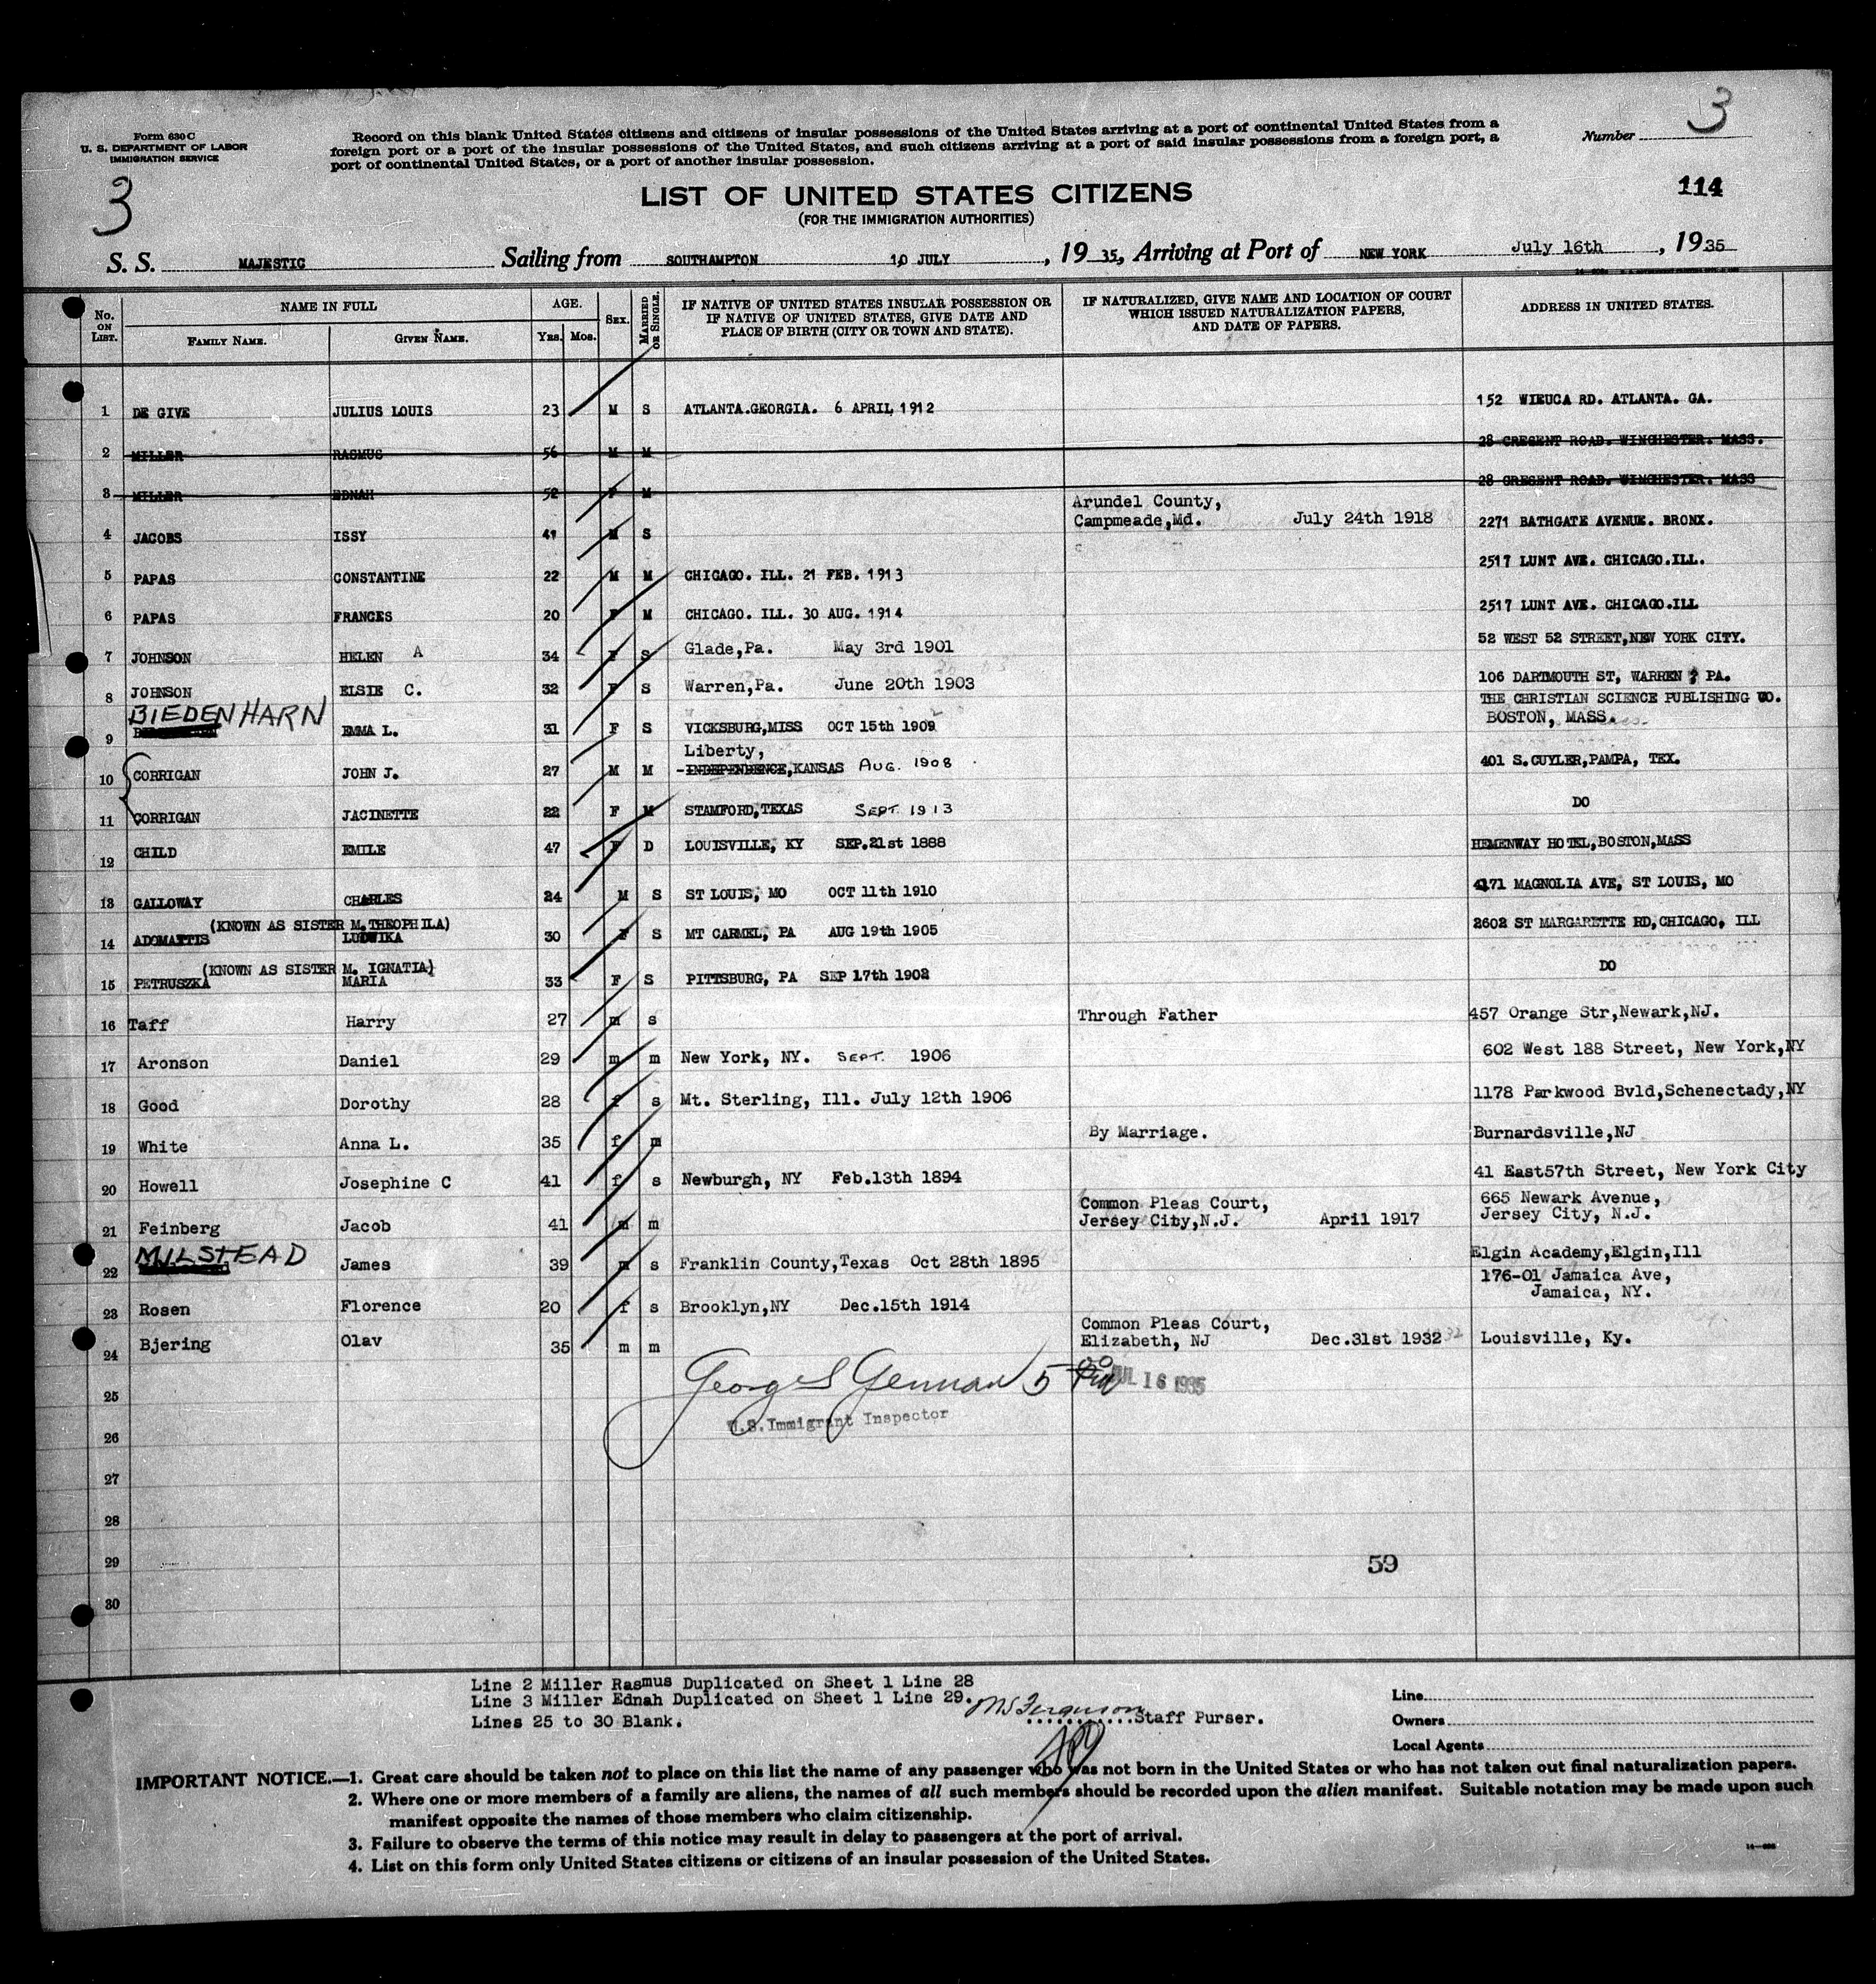 3
Form 630 C
U. S. DEPARTMENT OF LABOR
IMMIGRATION SERVICE
Record on this blank United States citizens and citizens of insular possessions of the United States arriving at a port of continental United States from a
foreign port or a port of the insular possessions of the United States, and such citizens arriving at a port of said insular possessions from a foreign port, a
port of continental United States, or a port of another insular possession.
Number
3
114
LIST OF UNITED STATES CITIZENS
(FOR THE IMMIGRATION AUTHORITIES)
S. S. MAJESTIC Sailing from SOUTHAMPTON 10 JULY, 19 35, Arriving at Port of NEW YORK July 16th, 19 35
No. ON LIST. NAME IN FULL FAMILY NAME. GIVEN NAME. AGE. YRS. MOS. SEX. MARRIED OR SINGLE. IF NATIVE OF UNITED STATES INSULAR POSSESSION OR IF NATIVE OF UNITED STATES, GIVE DATE AND PLACE OF BIRTH (CITY OR TOWN AND STATE). IF NATURALIZED, GIVE NAME AND LOCATION OF COURT WHICH ISSUED NATURALIZATION PAPERS, AND DATE OF PAPERS. ADDRESS IN UNITED STATES.
1 DE GIVE JULIUS LOUIS 23 M S ATLANTA.GEORGIA. 6 APRIL 1912 152 WIEUCA RD. ATLANTA. GA.
2 MILLER RASMUS 56 M M 28 CRESENT ROAD. WINCHESTER. MASS.
3 MILLER EDNAH 52 F M 28 CRESENT ROAD. WINCHESTER. MASS
4 JACOBS ISSY 41 M S Arundel County, Campmeade,Md. July 24th 1918 2271 BATHGATE AVENUE. BRONX.
5 PAPAS CONSTANTINE 22 M M CHICAGO. ILL. 21 FEB. 1913 2517 LUNT AVE. CHICAGO.ILL.
6 PAPAS FRANCES 20 F M CHICAGO. ILL. 30 AUG. 1914 2517 LUNT AVE. CHICAGO.ILL
7 JOHNSON HELEN A 34 F S Glade,Pa. May 3rd 1901 52 WEST 52 STREET,NEW YORK CITY.
8 JOHNSON ELSIE C. 32 F S Warren,Pa. June 20th 1903 106 DARTMOUTH ST, WARREN, PA.
9 BIEDENHARN EMMA L. 31 F S VICKSBURG,MISS OCT 15th 1909 THE CHRISTIAN SCIENCE PUBLISHING CO. BOSTON, MASS.
10 CORRIGAN JOHN J. 27 M M Liberty, INDEPENDENCE,KANSAS AUG. 1908 401 S.CUYLER,PAMPA, TEX.
11 CORRIGAN JACINETTE 22 F M STAMFORD,TEXAS SEPT. 1913 DO
12 CHILD EMILE 47 F D LOUISVILLE, KY SEP.21st 1888 HEMENWAY HOTEL,BOSTON,MASS
13 GALLOWAY CHARLES 24 M S ST LOUIS, MO OCT 11th 1910 4171 MAGNOLIA AVE, ST LOUIS, MO
(KNOWN AS SISTER M.THEOPHILA)
14 ADOMATTIS LUDWIKA 30 F S MT CARMEL, PA AUG 19th 1905 2602 ST MARGARETTE RD,CHICAGO, ILL
(KNOWN AS SISTER M. IGNATIA)
15 PETRUSZKA MARIA 33 F S PITTSBURG, PA SEP 17th 1902 DO
16 Taff Harry 27 m s Through Father 457 Orange Str,Newark,NJ.
17 Aronson Daniel 29 m m New York, NY. SEPT. 1906 602 West 188 Street, New York,NY
18 Good Dorothy 28 f s Mt. Sterling, Ill. July 12th 1906 1178 Parkwood Bvld,Schenectady,NY
19 White Anna L. 35 f m By Marriage. Burnardsville,NJ
20 Howell Josephine C 41 f s Newburgh, NY Feb.13th 1894 41 East57th Street, New York City
21 Feinberg Jacob 41 m m Common Pleas Court, Jersey City,N.J. April 1917 665 Newark Avenue, Jersey City, N.J.
22 MILSTEAD James 39 m s Franklin County,Texas Oct 28th 1895 Elgin Academy,Elgin,Ill
23 Rosen Florence 20 f s Brooklyn,NY Dec.15th 1914 176-01 Jamaica Ave, Jamaica, NY.
24 Bjering Olav 35 m m Common Pleas Court, Elizabeth, NJ Dec.31st 1932 Louisville, Ky.
25 George S 5 00 PM JUL 16 1935
U.S. Immigrant Inspector
26
27
28
29
59
30
Line 2 Miller Rasmus Duplicated on Sheet 1 Line 28
Line 3 Miller Ednah Duplicated on Sheet 1 Line 29.
Lines 25 to 30 Blank.
Ferguson Staff Purser.
Line
Owners
Local Agents
IMPORTANT NOTICE.—1. Great care should be taken not to place on this list the name of any passenger who was not born in the United States or who has not taken out final naturalization papers.
2. Where one or more members of a family are aliens, the names of all such members should be recorded upon the alien manifest. Suitable notation may be made upon such
manifest opposite the names of those members who claim citizenship.
3. Failure to observe the terms of this notice may result in delay to passengers at the port of arrival.
4. List on this form only United States citizens or citizens of an insular possession of the United States.